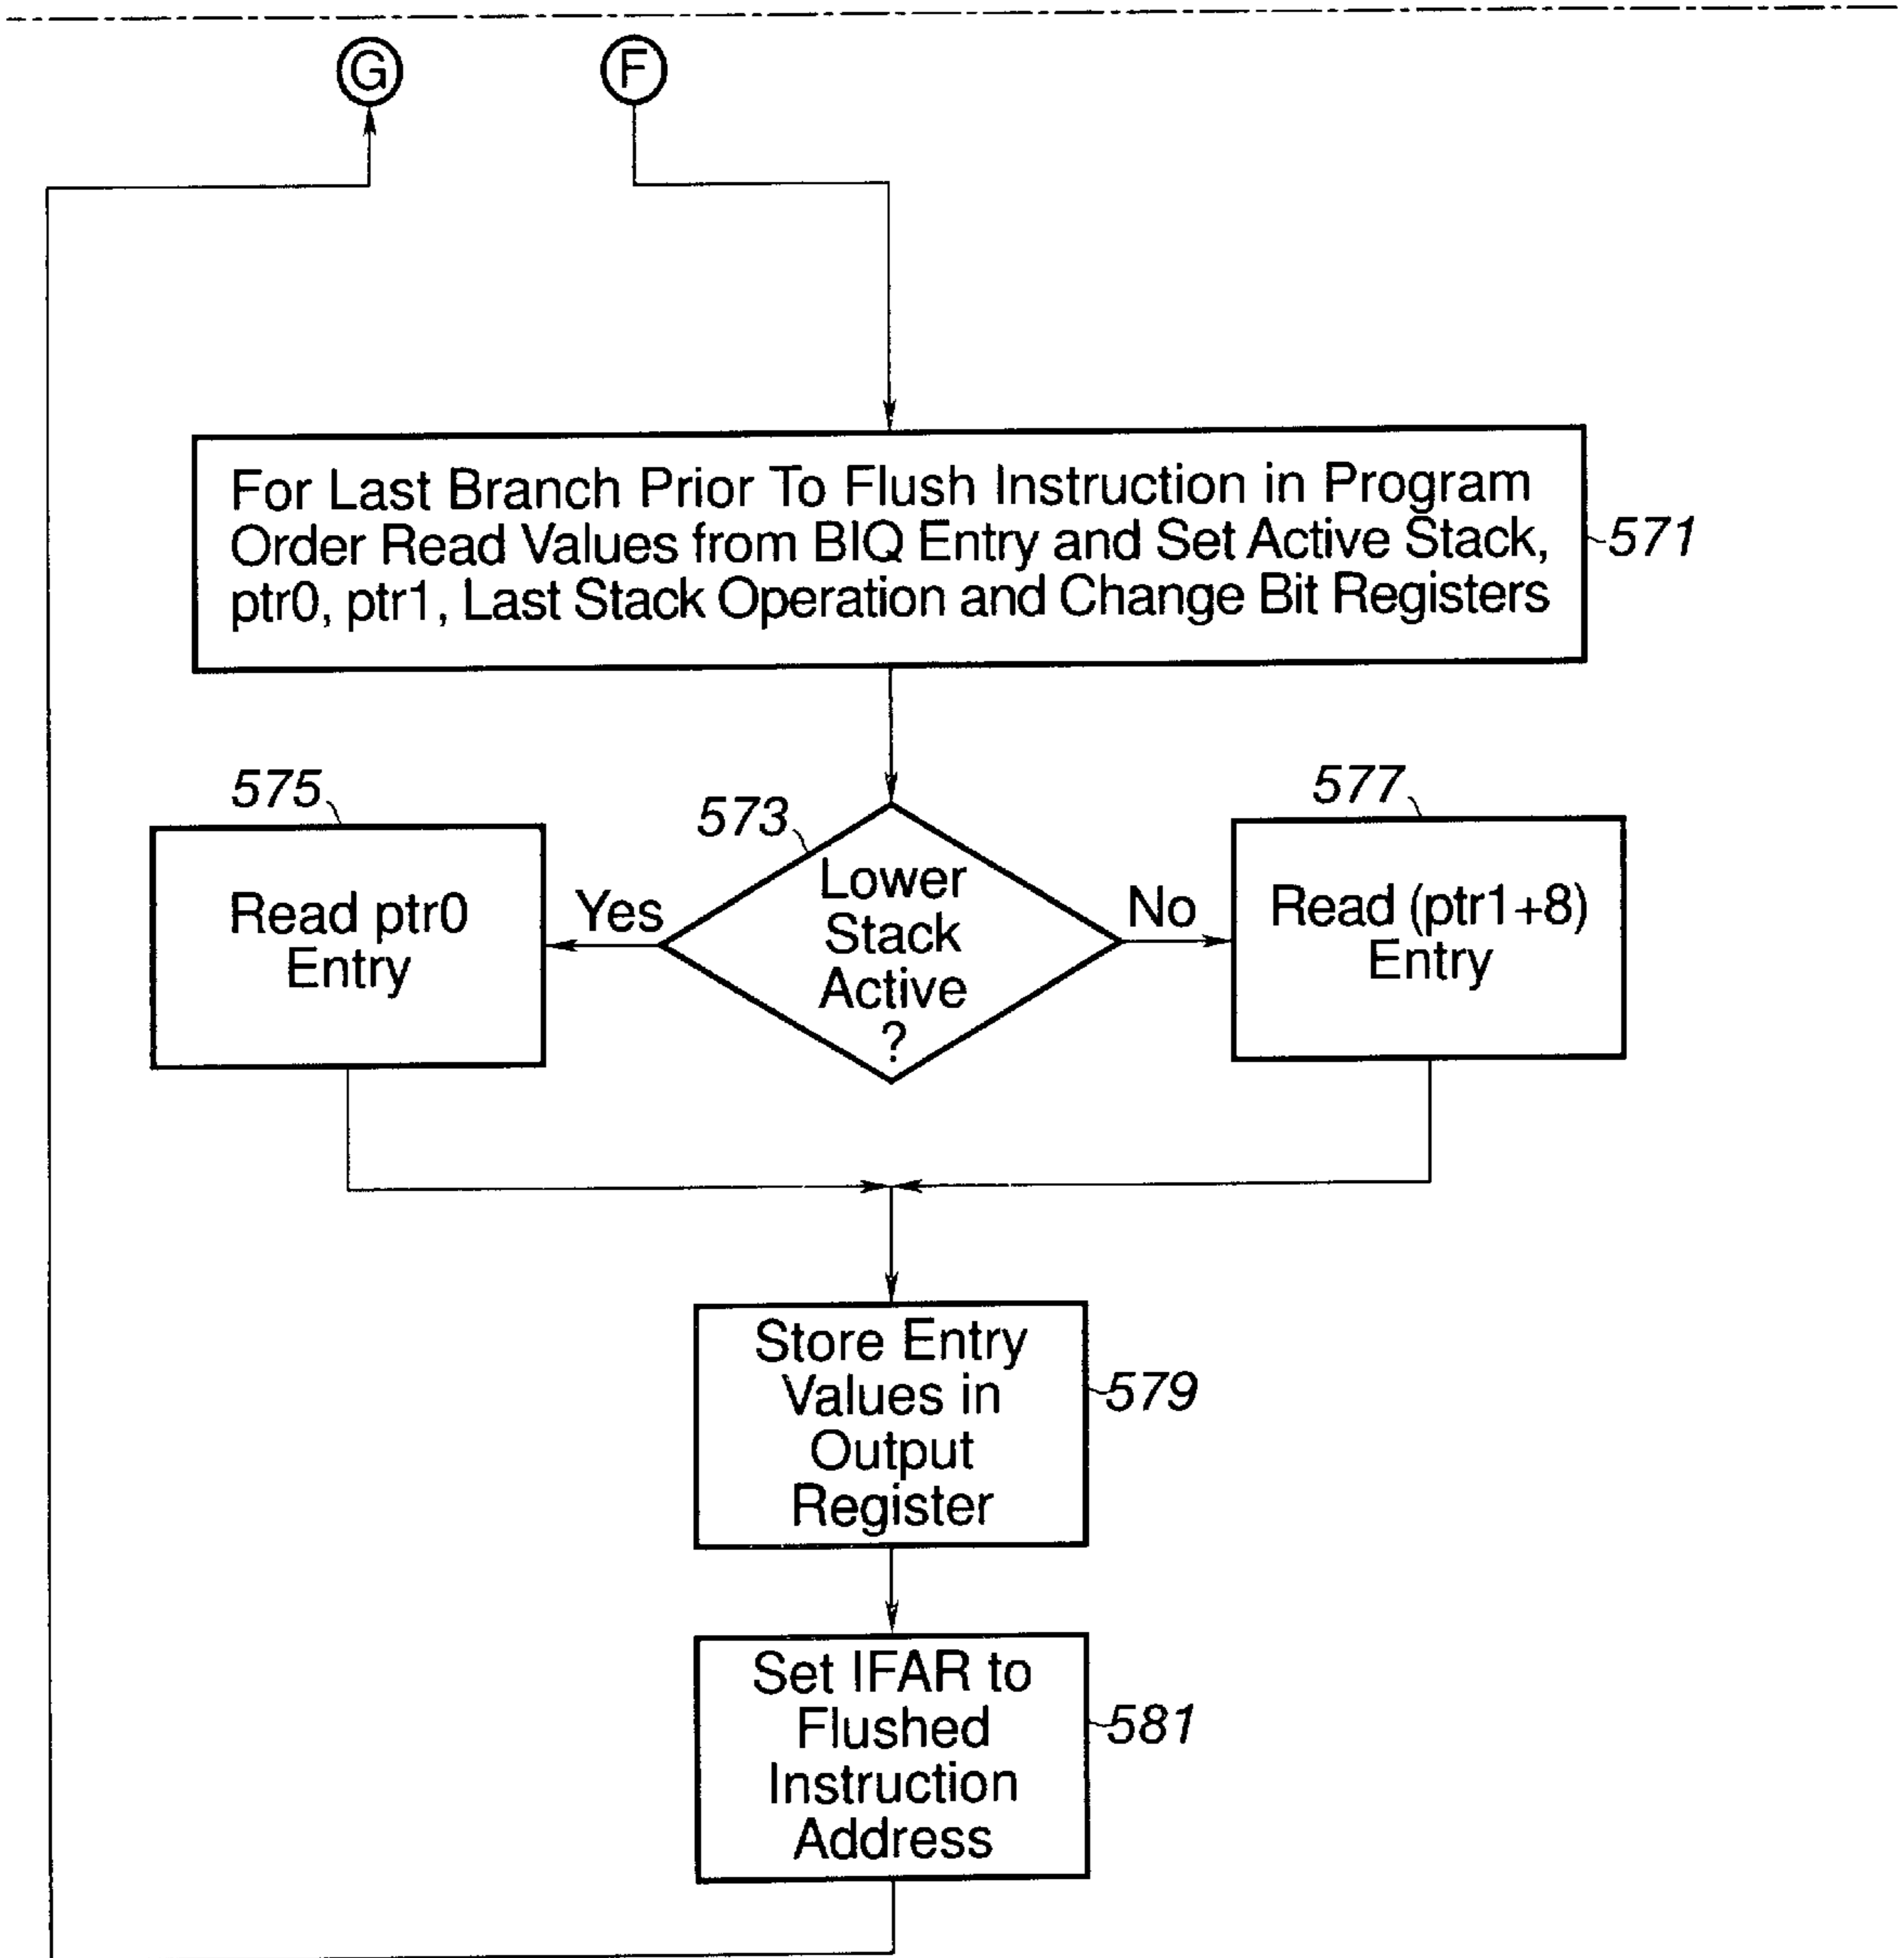 G
F
For Last Branch Prior To Flush Instruction in Program
Order Read Values from BIQ Entry and Set Active Stack,
ptr0, ptr1, Last Stack Operation and Change Bit Registers
571
575
573
577
Read ptr0
Entry
Yes
Lower
Stack
Active
?
No
Read (ptr1+8)
Entry
Store Entry
Values in
Output
Register
579
Set IFAR to
Flushed
Instruction
Address
581